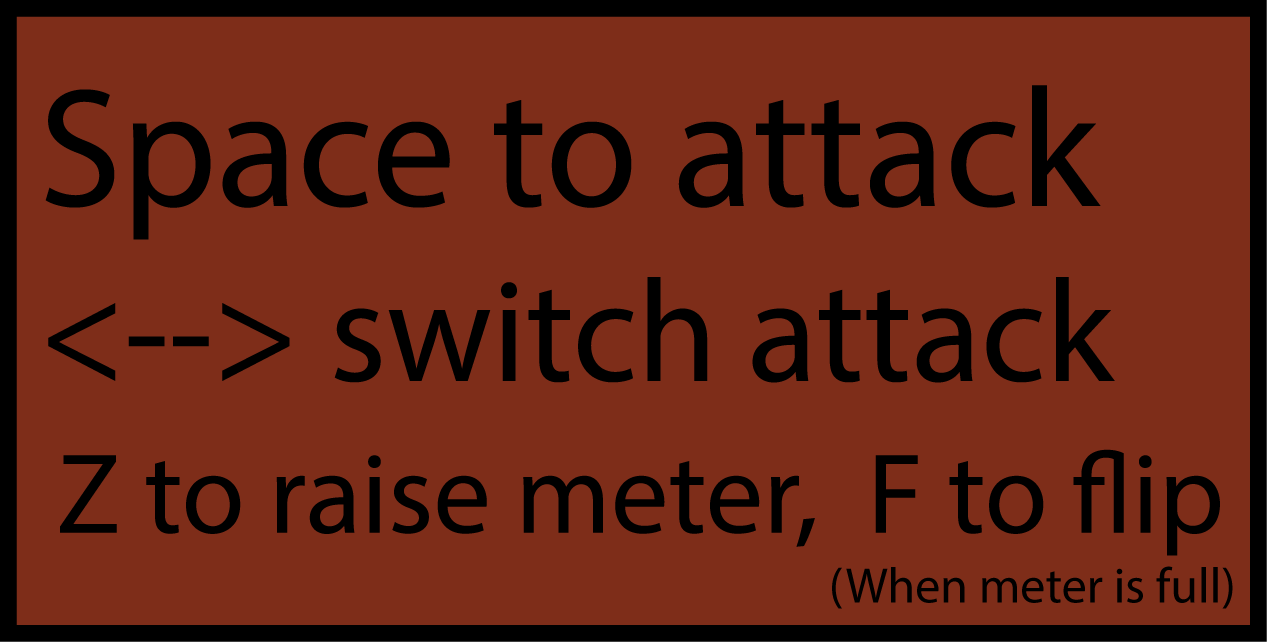 Space to attack
<--> switch attack
Z to raise meter, F to flip
(When meter is full)